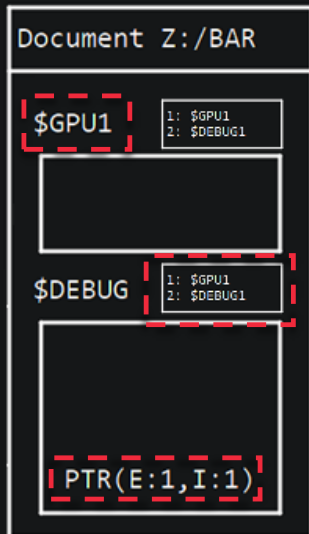 Document Z:/BAR
$GPU1
1: $GPU1
2: $DEBUG1
$DEBUG
1: $GPU1
2: $DEBUG1
PTR(E:1,I:1)